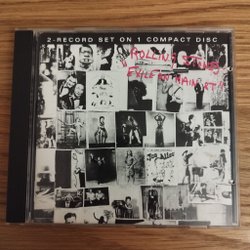 2-RECORD SET ON 1 COMPACT DISC
ROLLING STONES
"EXILE ON MAIN ST."